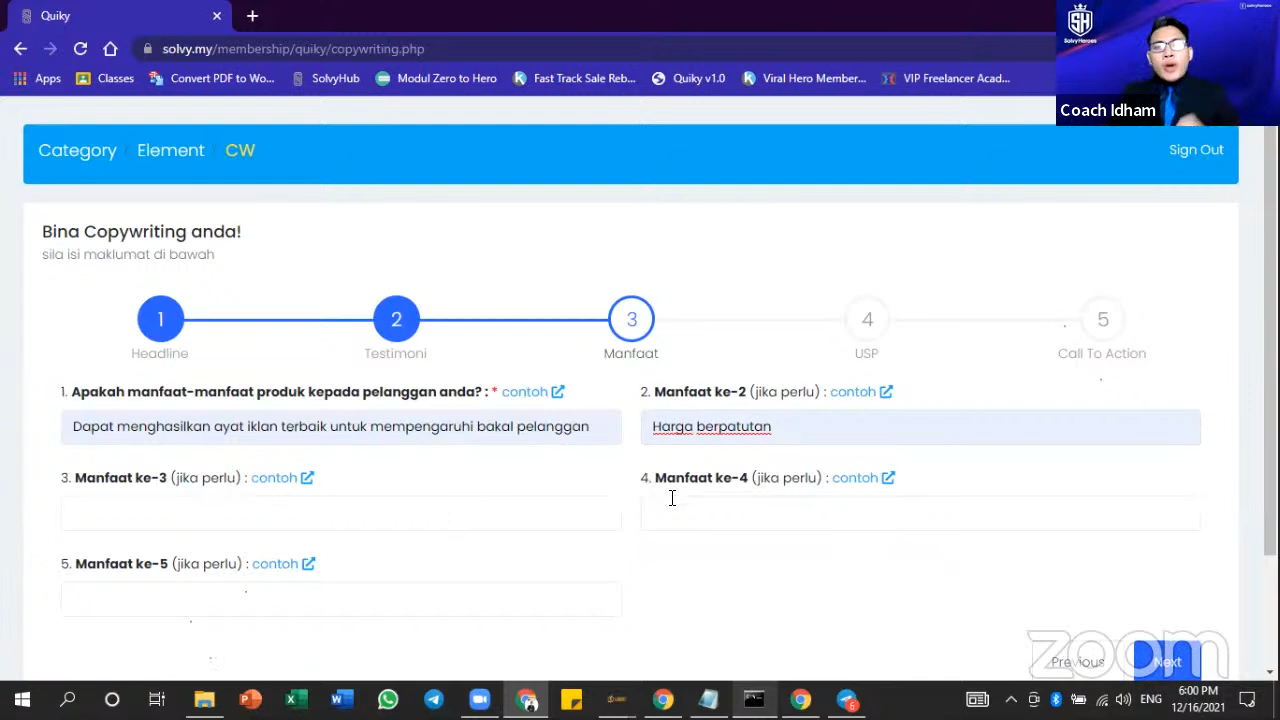 Quiky
solvy.my/membership/quiky/copywriting.php
Apps Classes Convert PDF to Wo... SolvyHub Modul Zero to Hero Fast Track Sale Reb... Quiky v1.0 Viral Hero Member... VIP Freelancer Acad...
SH
SolvyHeroes
Coach Idham
Category / Element / CW
Sign Out
Bina Copywriting anda!
sila isi maklumat di bawah
1 2 3 4 5
Headline Testimoni Manfaat USP Call To Action
1. Apakah manfaat-manfaat produk kepada pelanggan anda? : * contoh
2. Manfaat ke-2 (jika perlu) : contoh
Dapat menghasilkan ayat iklan terbaik untuk mempengaruhi bakal pelanggan
Harga berpatutan
3. Manfaat ke-3 (jika perlu) : contoh
4. Manfaat ke-4 (jika perlu) : contoh
5. Manfaat ke-5 (jika perlu) : contoh
zoom
Previous
Next
ENG
6:00 PM
12/16/2021